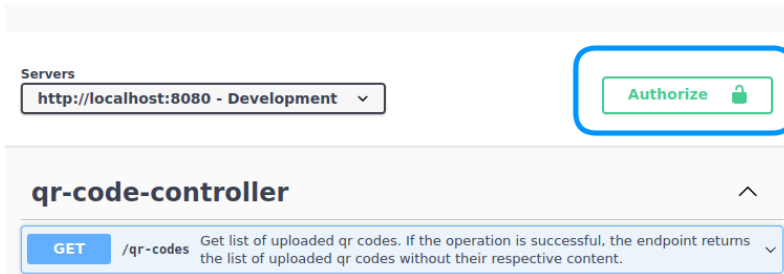 Servers
http://localhost:8080 - Development
Authorize
qr-code-controller
GET /qr-codes Get list of uploaded qr codes. If the operation is successful, the endpoint returns
the list of uploaded qr codes without their respective content.